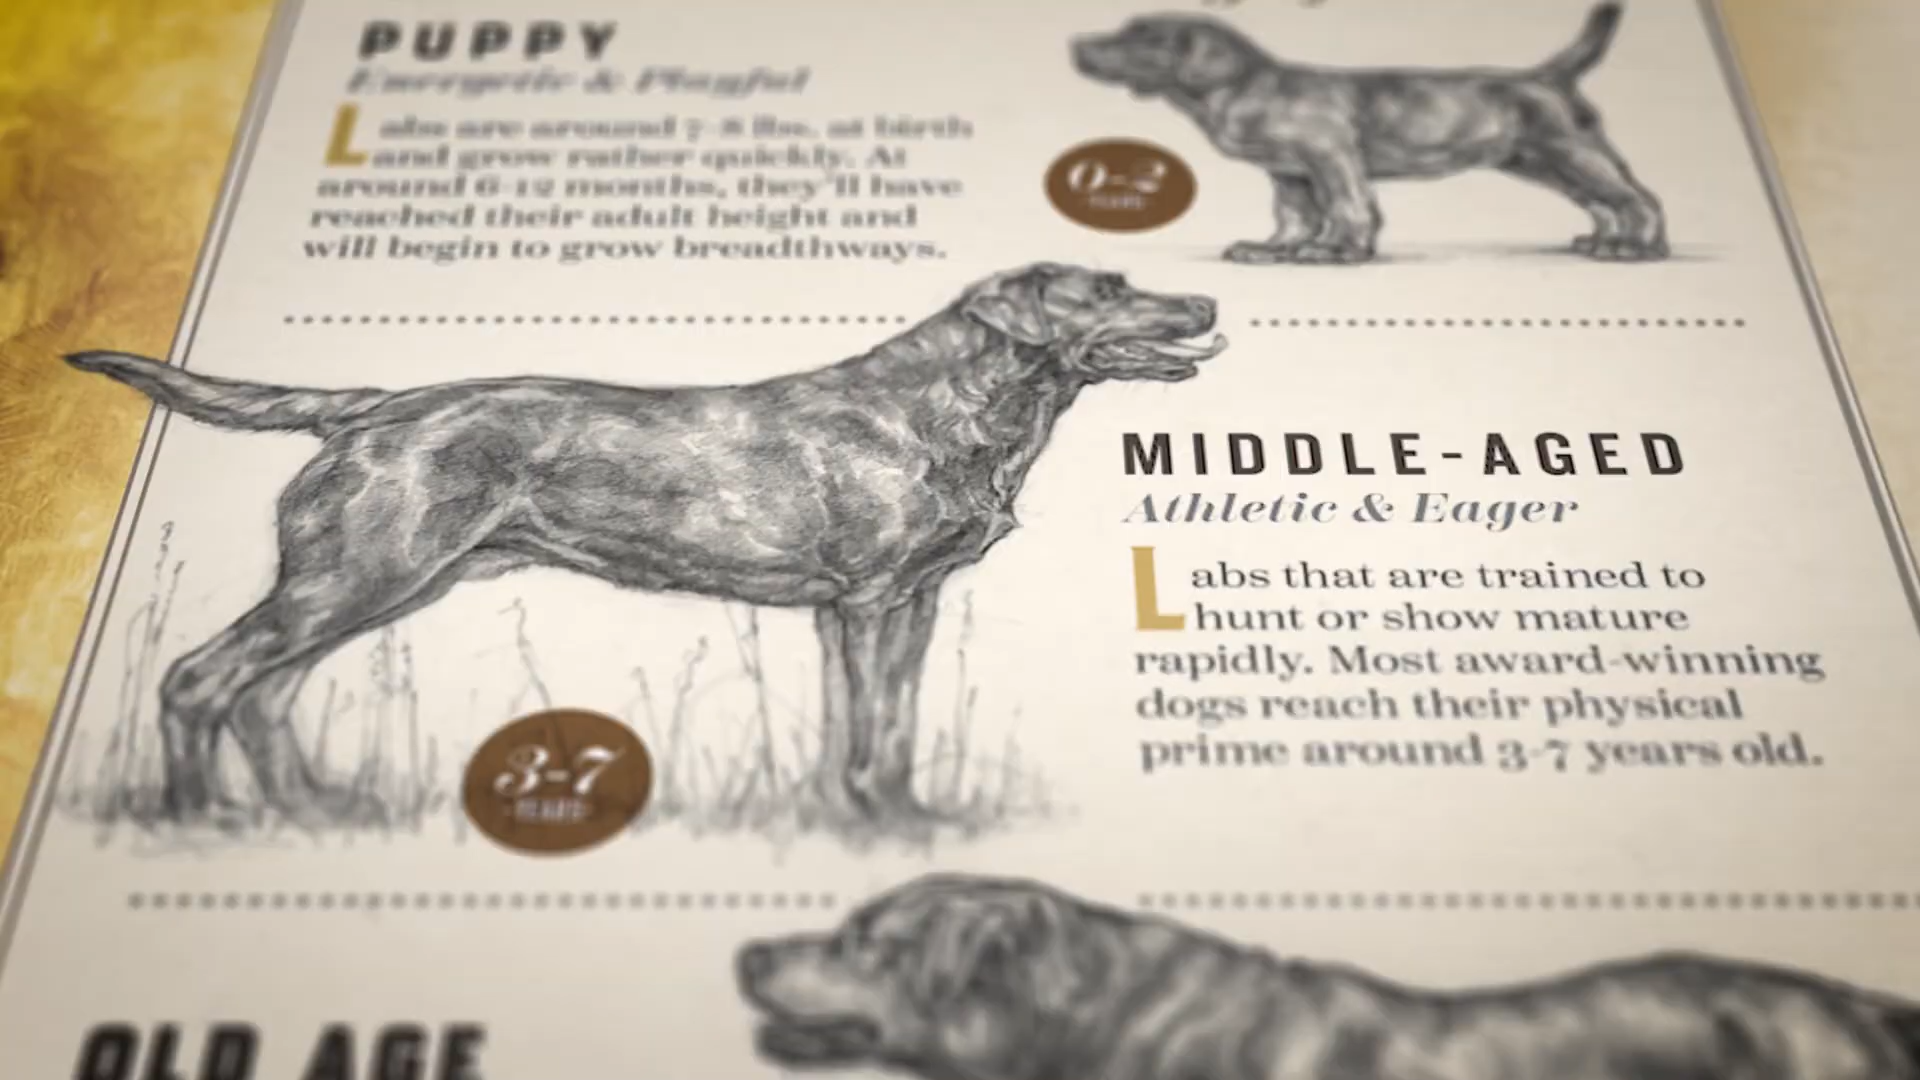 PUPPY
Energetic & Playful
Labs are around 7-8 lbs. at birth
and grow rather quickly. At
around 6-12 months, they'll have
reached their adult height and
will begin to grow breadthways.
0-2
YEARS
MIDDLE-AGED
Athletic & Eager
Labs that are trained to
hunt or show mature
rapidly. Most award-winning
dogs reach their physical
prime around 3-7 years old.
3-7
YEARS
OLD AGE